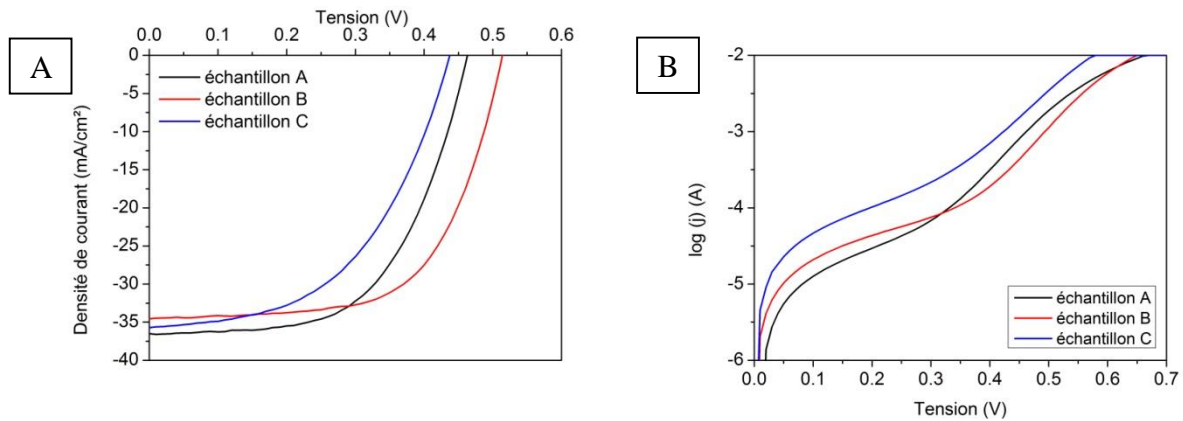 A
Tension (V)
0.0 0.1 0.2 0.3 0.4 0.5 0.6
0
-5
-10
-15
-20
-25
-30
-35
-40
Densité de courant (mA/cm²)
échantillon A
échantillon B
échantillon C
B
-2
-3
-4
-5
-6
log (j) (A)
échantillon A
échantillon B
échantillon C
0.0 0.1 0.2 0.3 0.4 0.5 0.6 0.7
Tension (V)